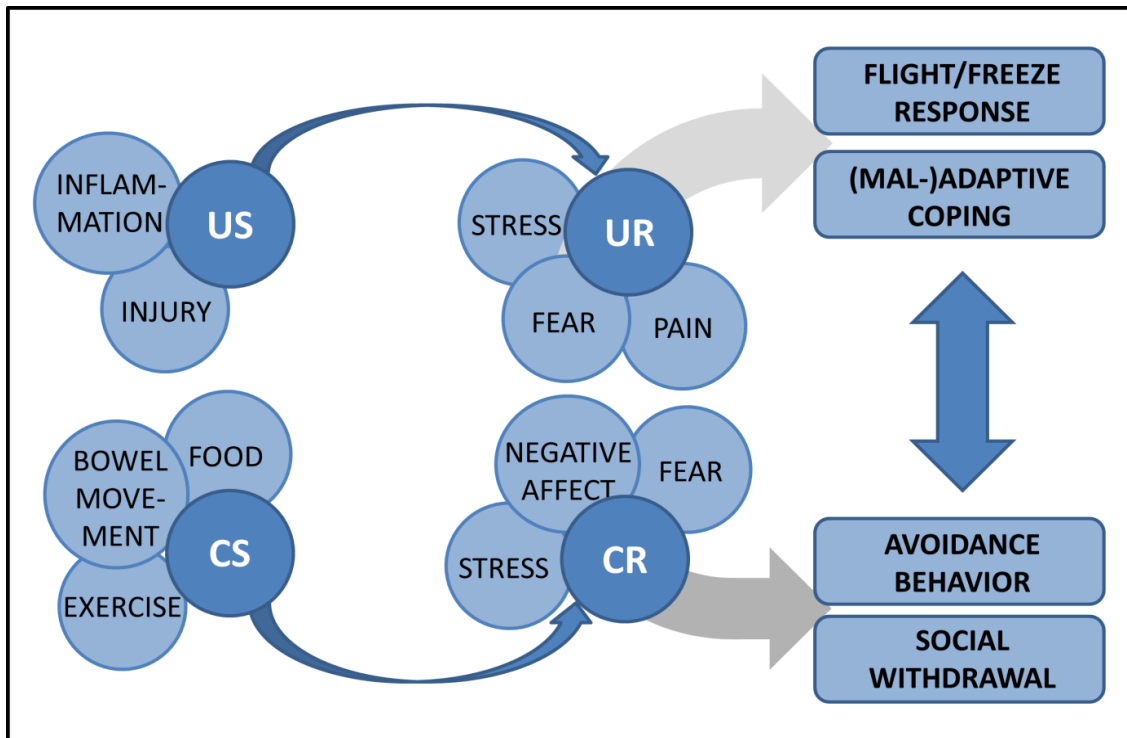 FLIGHT/FREEZE
RESPONSE
(MAL-)ADAPTIVE
COPING
INFLAM-
MATION
US
INJURY
STRESS
UR
FEAR
PAIN
BOWEL
MOVE-
MENT
FOOD
CS
EXERCISE
NEGATIVE
AFFECT
FEAR
STRESS
CR
AVOIDANCE
BEHAVIOR
SOCIAL
WITHDRAWAL